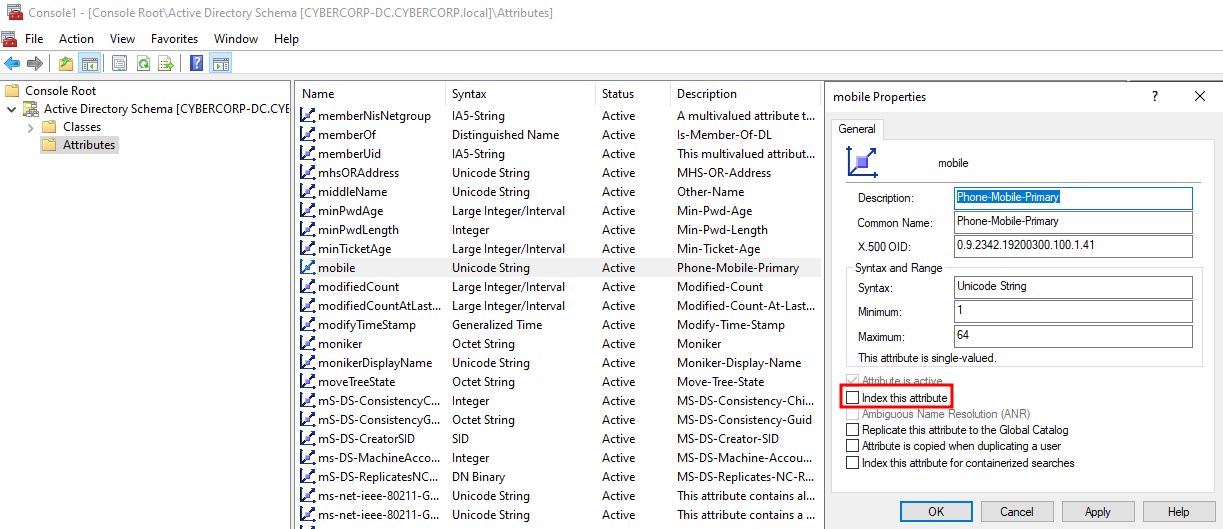 Console1 - [Console Root\Active Directory Schema [CYBERCORP-DC.CYBERCORP.local]\Attributes]
File Action View Favorites Window Help
Console Root
Active Directory Schema [CYBERCORP-DC.CYBE
Classes
Attributes
Name Syntax Status Description
memberNisNetgroup IA5-String Active A multivalued attribute t...
memberOf Distinguished Name Active Is-Member-Of-DL
memberUid IA5-String Active This multivalued attribut...
mhsORAddress Unicode String Active MHS-OR-Address
middleName Unicode String Active Other-Name
minPwdAge Large Integer/Interval Active Min-Pwd-Age
minPwdLength Integer Active Min-Pwd-Length
minTicketAge Large Integer/Interval Active Min-Ticket-Age
mobile Unicode String Active Phone-Mobile-Primary
modifiedCount Large Integer/Interval Active Modified-Count
modifiedCountAtLast... Large Integer/Interval Active Modified-Count-At-Last...
modifyTimeStamp Generalized Time Active Modify-Time-Stamp
moniker Octet String Active Moniker
monikerDisplayName Unicode String Active Moniker-Display-Name
moveTreeState Octet String Active Move-Tree-State
mS-DS-ConsistencyC... Integer Active MS-DS-Consistency-Chi...
mS-DS-ConsistencyG... Octet String Active MS-DS-Consistency-Guid
mS-DS-CreatorSID SID Active MS-DS-Creator-SID
ms-DS-MachineAcco... Integer Active MS-DS-Machine-Accou...
mS-DS-ReplicatesNC... DN Binary Active MS-DS-Replicates-NC-R...
ms-net-ieee-80211-G... Unicode String Active This attribute contains al...
ms-net-ieee-80211-G... Octet String Active This attribute contains a...
mobile Properties
?
General
mobile
Description: Phone-Mobile-Primary
Common Name: Phone-Mobile-Primary
X.500 OID: 0.9.2342.19200300.100.1.41
Syntax and Range
Syntax: Unicode String
Minimum: 1
Maximum: 64
This attribute is single-valued.
Attribute is active
Index this attribute
Ambiguous Name Resolution (ANR)
Replicate this attribute to the Global Catalog
Attribute is copied when duplicating a user
Index this attribute for containerized searches
OK Cancel Apply Help